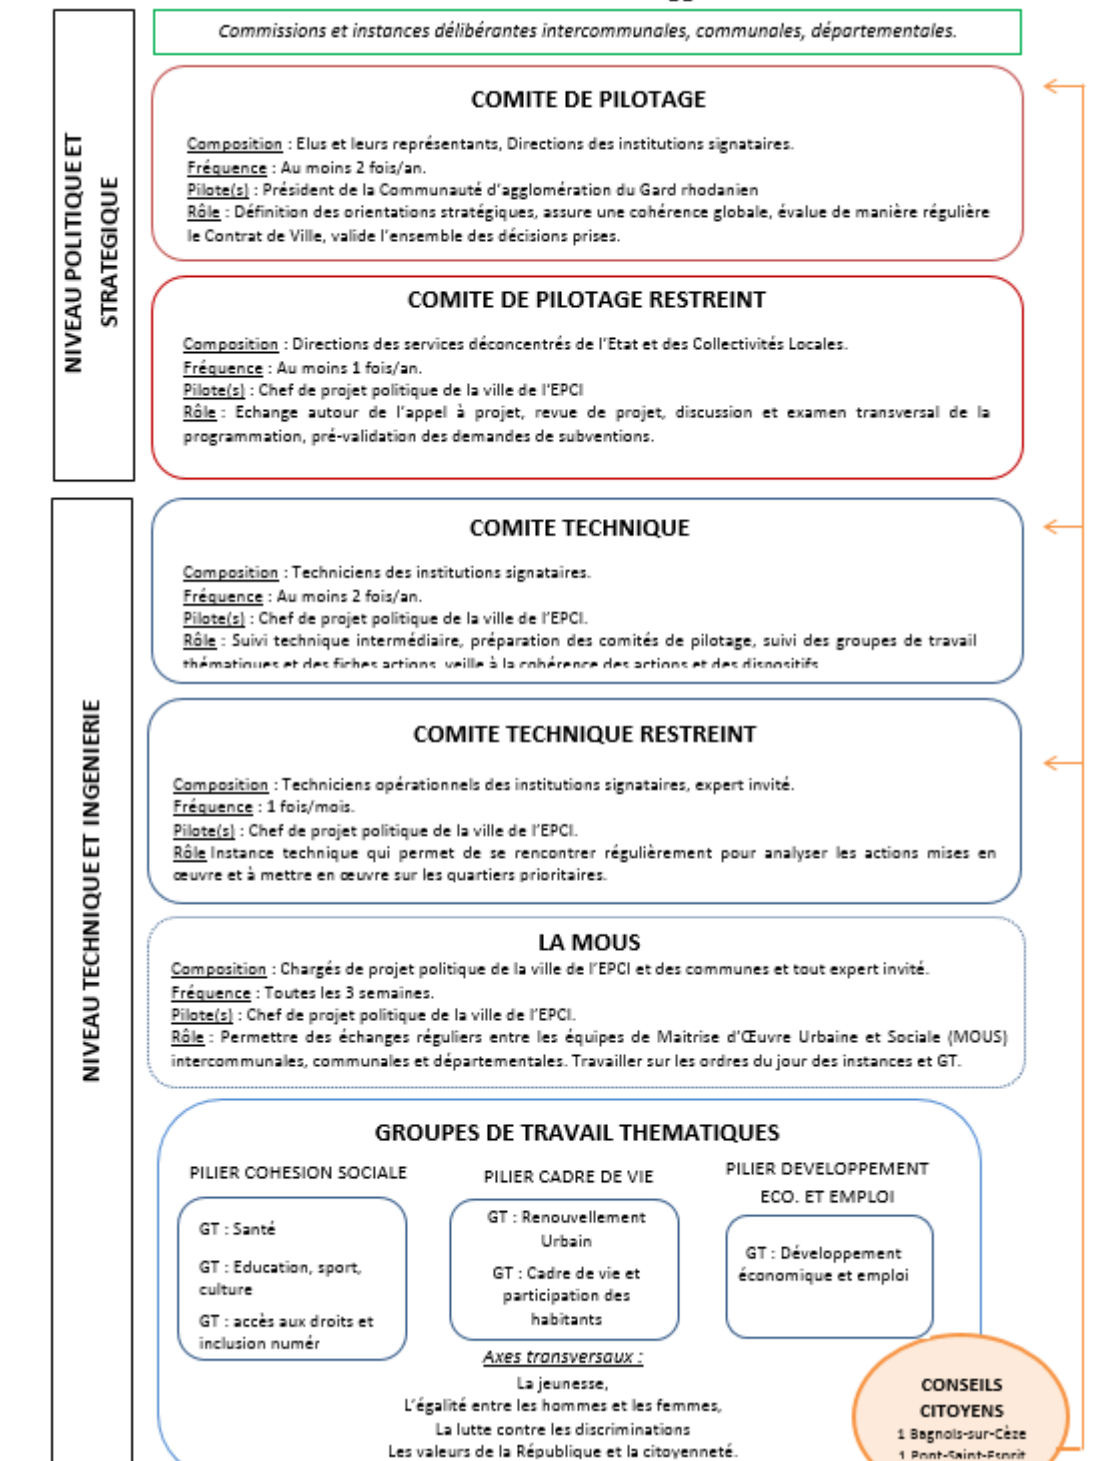 Commissions et instances délibérantes intercommunales, communales, départementales.
NIVEAU POLITIQUE ET
STRATEGIQUE
COMITE DE PILOTAGE
Composition : Elus et leurs représentants, Directions des institutions signataires.
Fréquence : Au moins 2 fois/an.
Pilote(s) : Président de la Communauté d'agglomération du Gard rhodanien
Rôle : Définition des orientations stratégiques, assure une cohérence globale, évalue de manière régulière
le Contrat de Ville, valide l'ensemble des décisions prises.
COMITE DE PILOTAGE RESTREINT
Composition : Directions des services déconcentrés de l'Etat et des Collectivités Locales.
Fréquence : Au moins 1 fois/an.
Pilote(s) : Chef de projet politique de la ville de l'EPCI
Rôle : Echange autour de l'appel à projet, revue de projet, discussion et examen transversal de la
programmation, pré-validation des demandes de subventions.
NIVEAU TECHNIQUE ET INGENIERIE
COMITE TECHNIQUE
Composition : Techniciens des institutions signataires.
Fréquence : Au moins 2 fois/an.
Pilote(s) : Chef de projet politique de la ville de l'EPCI.
Rôle : Suivi technique intermédiaire, préparation des comités de pilotage, suivi des groupes de travail
thématiques et des fiches actions, veille à la cohérence des actions et des dispositifs
COMITE TECHNIQUE RESTREINT
Composition : Techniciens opérationnels des institutions signataires, expert invité.
Fréquence : 1 fois/mois.
Pilote(s) : Chef de projet politique de la ville de l'EPCI.
Rôle Instance technique qui permet de se rencontrer régulièrement pour analyser les actions mises en
œuvre et à mettre en œuvre sur les quartiers prioritaires.
LA MOUS
Composition : Chargés de projet politique de la ville de l'EPCI et des communes et tout expert invité.
Fréquence : Toutes les 3 semaines.
Pilote(s) : Chef de projet politique de la ville de l'EPCI.
Rôle : Permettre des échanges réguliers entre les équipes de Maitrise d'Œuvre Urbaine et Sociale (MOUS)
intercommunales, communales et départementales. Travailler sur les ordres du jour des instances et GT.
GROUPES DE TRAVAIL THEMATIQUES
PILIER COHESION SOCIALE
GT : Santé
GT : Education, sport,
culture
GT : accès aux droits et
inclusion numér
PILIER CADRE DE VIE
GT : Renouvellement
Urbain
GT : Cadre de vie et
participation des
habitants
PILIER DEVELOPPEMENT
ECO. ET EMPLOI
GT : Développement
économique et emploi
Axes transversaux :
La jeunesse,
L'égalité entre les hommes et les femmes,
La lutte contre les discriminations
Les valeurs de la République et la citoyenneté.
CONSEILS
CITOYENS
1 Bagnols-sur-Cèze
1 Pont-Saint-Esprit